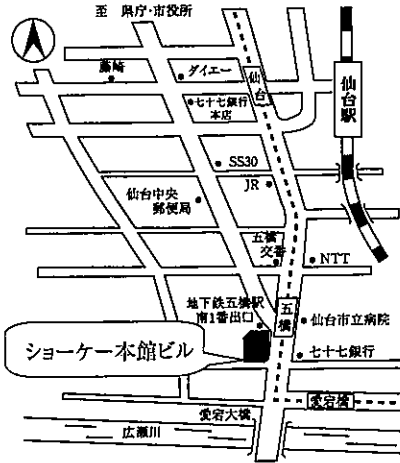 至 県庁・市役所
藤崎
ダイエー
仙台
仙台駅
七十七銀行
本店
SS30
JR
仙台中央
郵便局
五橋
交番
NTT
地下鉄五橋駅
南1番出口
五橋
仙台市立病院
ショーケー本館ビル
七十七銀行
愛宕橋
愛宕大橋
広瀬川